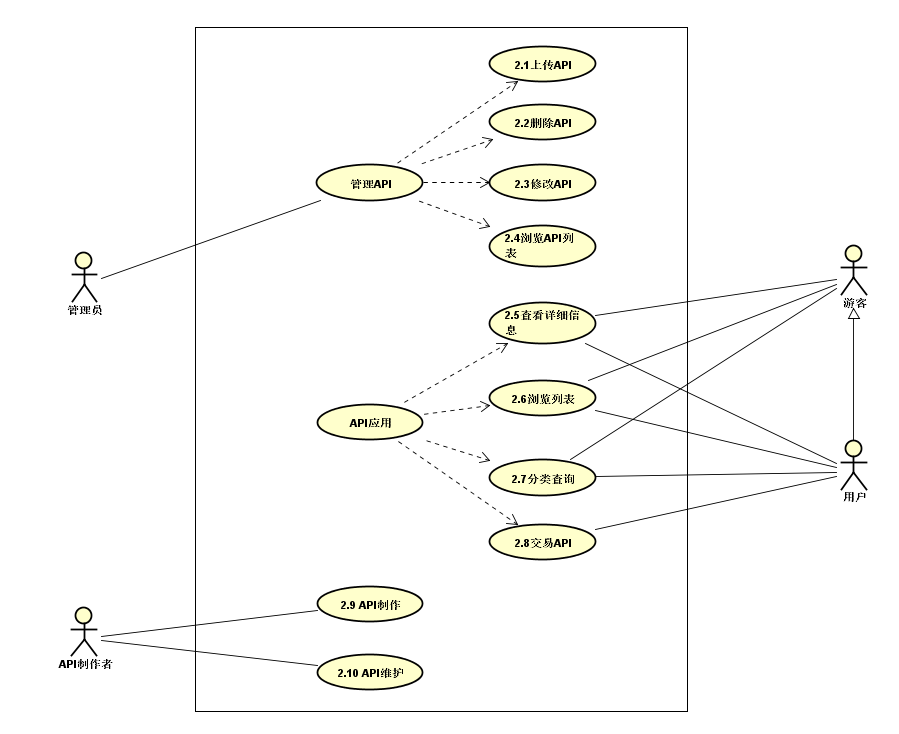 2.1上传API
2.2删除API
管理API
2.3修改API
2.4浏览API列
表
管理员
游客
2.5查看详细信
息
2.6浏览列表
API应用
2.7分类查询
用户
2.8交易API
2.9 API制作
API制作者
2.10 API维护